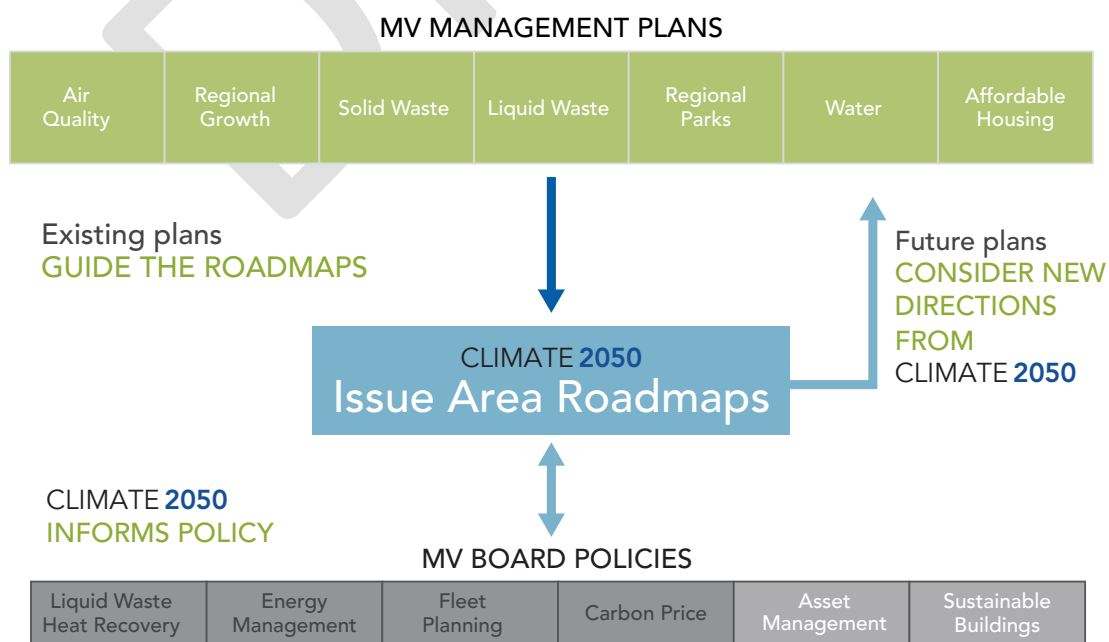 MV MANAGEMENT PLANS
Air
Quality
Regional
Growth
Solid Waste
Liquid Waste
Regional
Parks
Water
Affordable
Housing
Existing plans
GUIDE THE ROADMAPS
Future plans
CONSIDER NEW
DIRECTIONS
FROM
CLIMATE 2050
CLIMATE 2050
Issue Area Roadmaps
CLIMATE 2050
INFORMS POLICY
MV BOARD POLICIES
Liquid Waste
Heat Recovery
Energy
Management
Fleet
Planning
Carbon Price
Asset
Management
Sustainable
Buildings